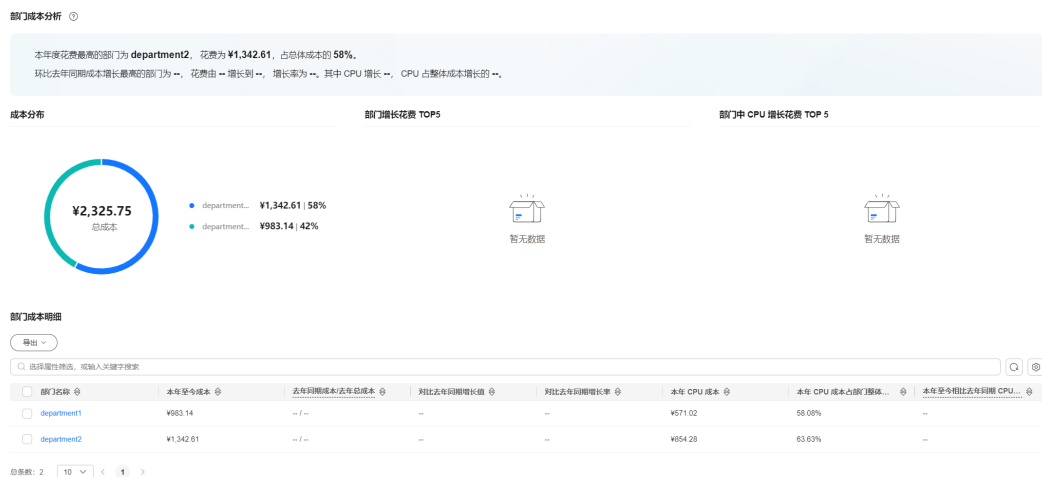 部门成本分析
本年度花费最高的部门为 department2， 花费为 ¥1,342.61，占总体成本的 58%。
环比去年同期成本增长最高的部门为 --， 花费由 -- 增长到 --， 增长率为 --。其中 CPU 增长 --， CPU 占整体成本增长的 --。
成本分布
部门增长花费 TOP5
部门中 CPU 增长花费 TOP 5
¥2,325.75
总成本
department... ¥1,342.61 | 58%
department... ¥983.14 | 42%
暂无数据
暂无数据
部门成本明细
导出
选择属性筛选，或输入关键字搜索
部门名称 本年至今成本 去年同期成本/去年总成本 对比去年同期增长值 对比去年同期增长率 本年 CPU 成本 本年 CPU 成本占部门整体... 本年至今相比去年同期 CPU...
department1 ¥983.14 -- / -- -- -- ¥571.02 58.08% --
department2 ¥1,342.61 -- / -- -- -- ¥854.28 63.63% --
总条数：2 10 < 1 >